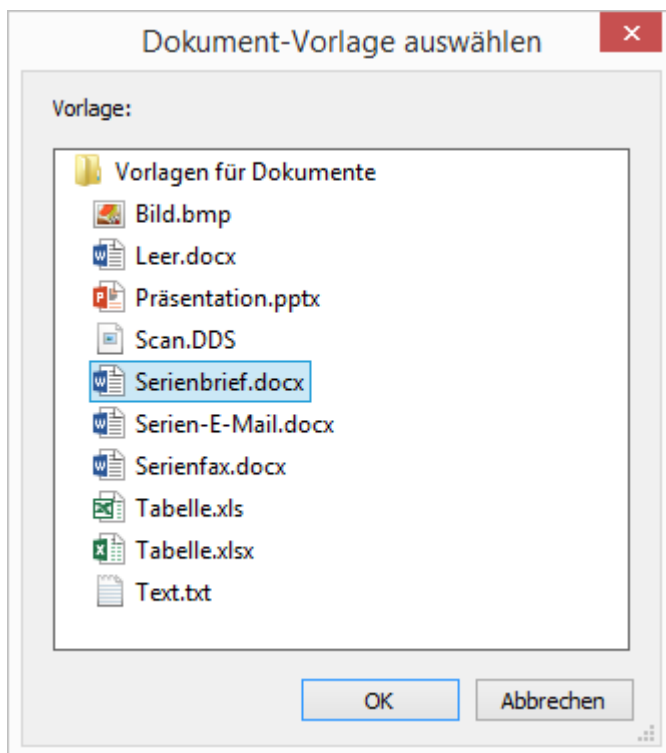 Dokument-Vorlage auswählen
Vorlage:
Vorlagen für Dokumente
Bild.bmp
Leer.docx
Präsentation.pptx
Scan.DDS
Serienbrief.docx
Serien-E-Mail.docx
Serienfax.docx
Tabelle.xls
Tabelle.xlsx
Text.txt
OK Abbrechen